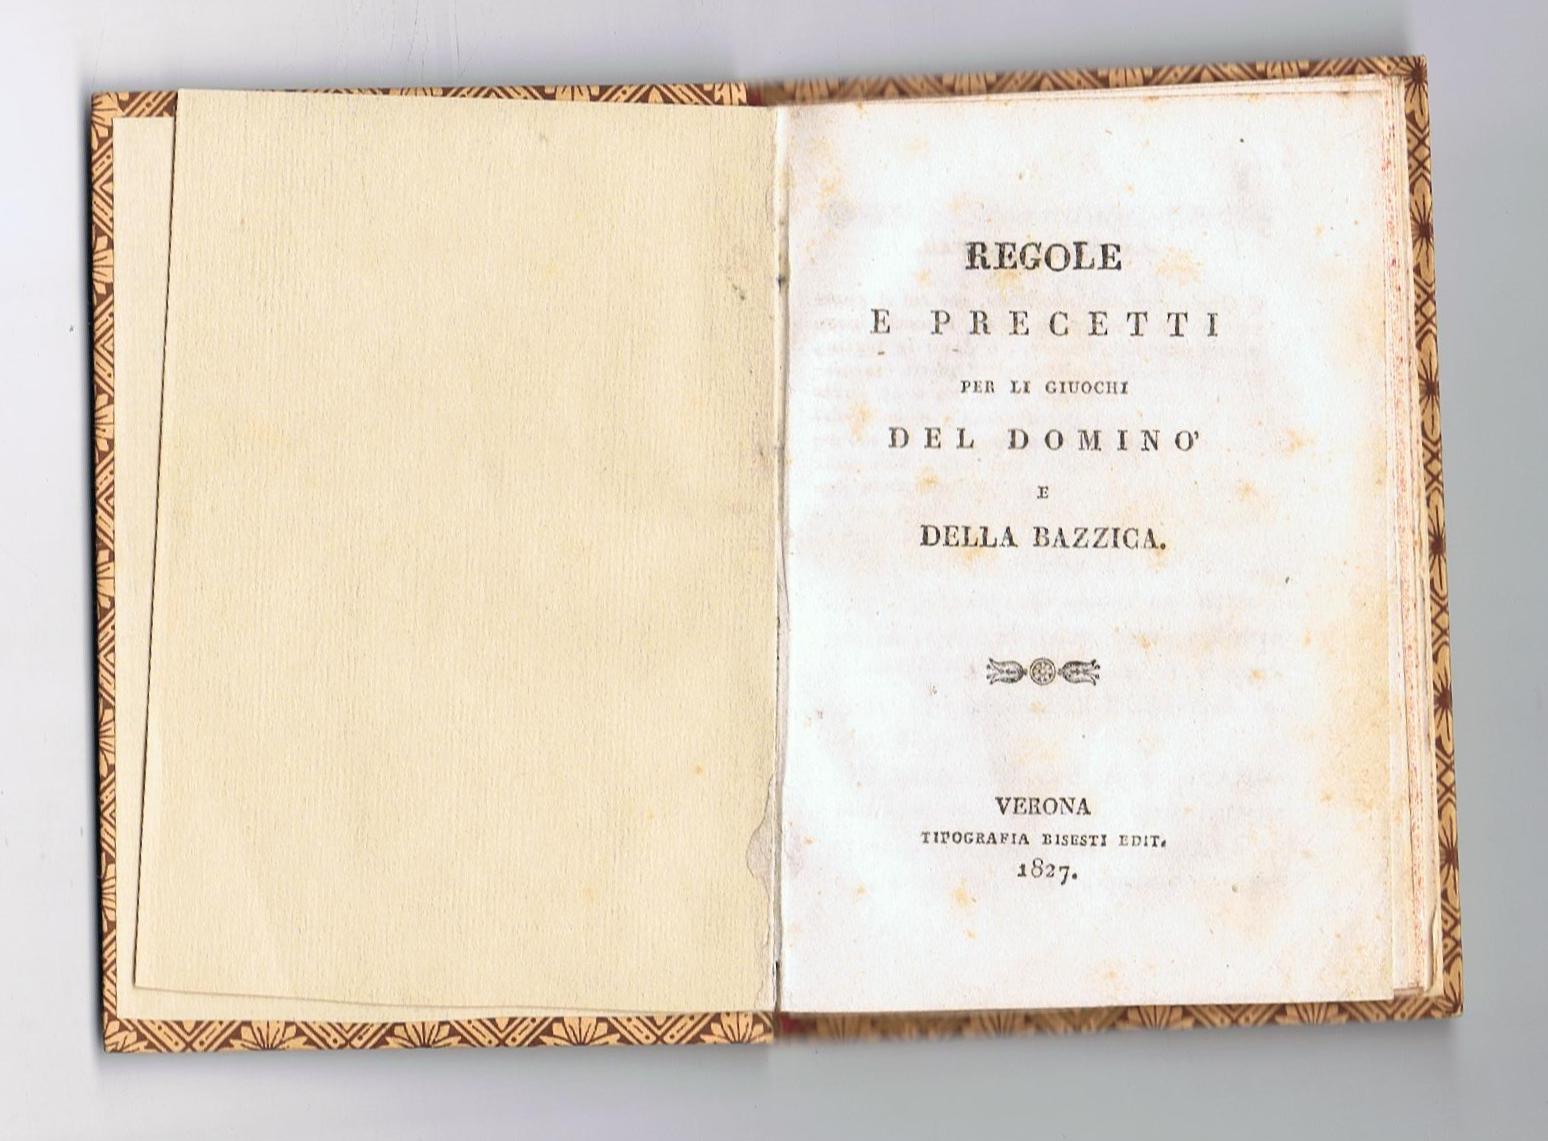 REGOLE
E PRECETTI
PER LI GIUOCHI
DEL DOMINO'
E
DELLA BAZZICA.
VERONA
TIPOGRAFIA BISESTI EDIT.
1827.